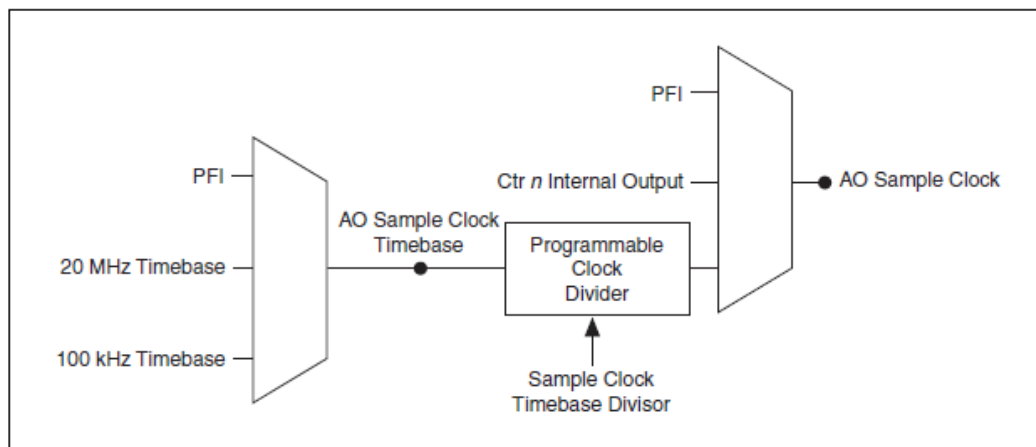 PFI
Ctr n Internal Output
AO Sample Clock
PFI
20 MHz Timebase
100 kHz Timebase
AO Sample Clock
Timebase
Programmable
Clock
Divider
Sample Clock
Timebase Divisor